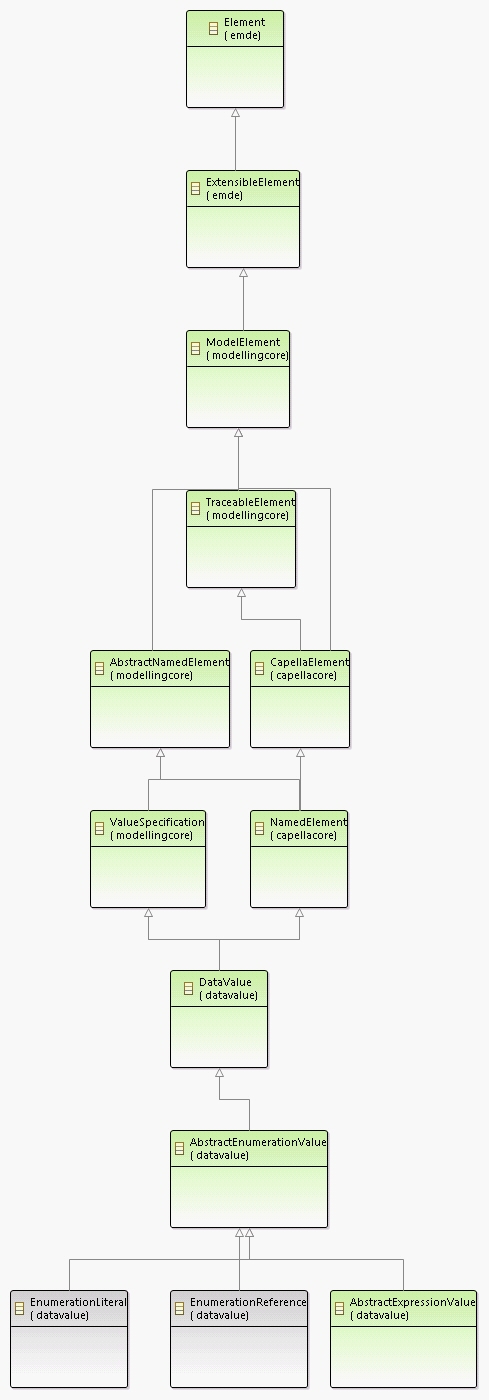 Element
( emde)
ExtensibleElement
( emde)
ModelElement
( modellingcore)
TraceableElement
( modellingcore)
AbstractNamedElement
( modellingcore)
CapellaElement
( capellacore)
ValueSpecification
( modellingcore)
NamedElement
( capellacore)
DataValue
( datavalue)
AbstractEnumerationValue
( datavalue)
EnumerationLiteral
( datavalue)
EnumerationReference
( datavalue)
AbstractExpressionValue
( datavalue)